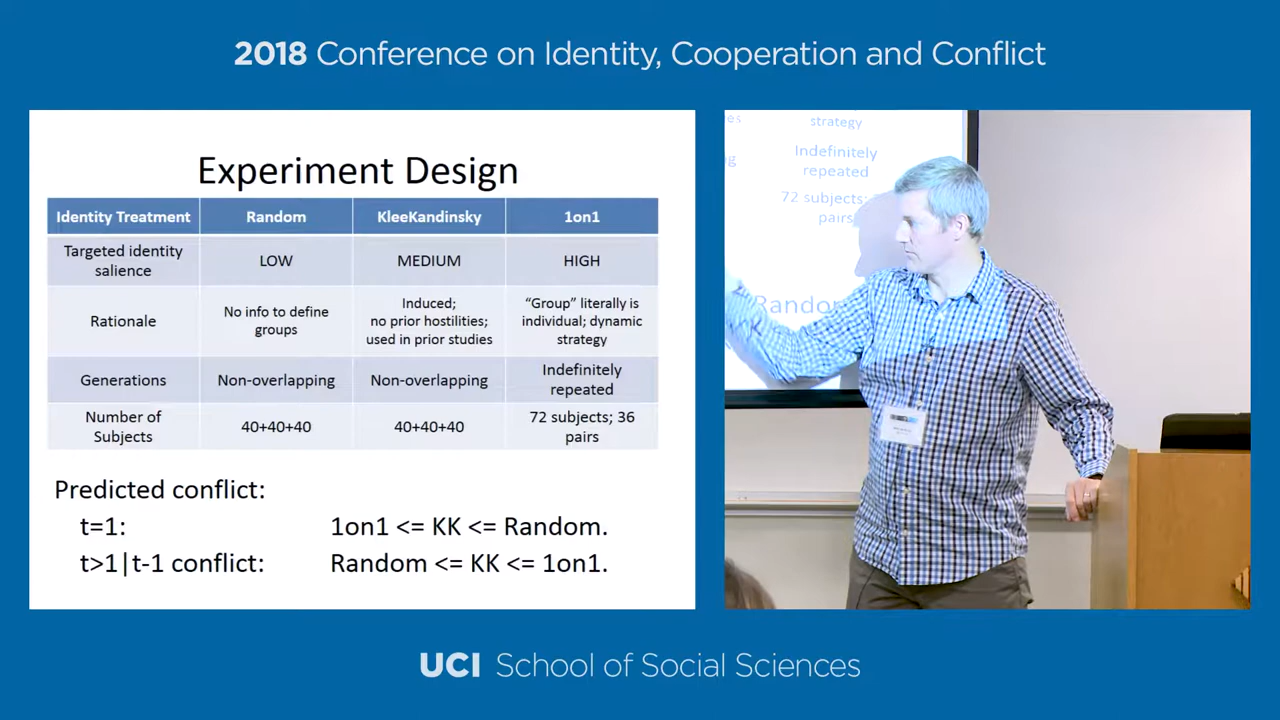 2018 Conference on Identity, Cooperation and Conflict
Experiment Design
Identity Treatment Random KleeKandinsky 1on1
Targeted identity salience LOW MEDIUM HIGH
Rationale No info to define groups Induced; no prior hostilities; used in prior studies “Group” literally is individual; dynamic strategy
Generations Non-overlapping Non-overlapping Indefinitely repeated
Number of Subjects 40+40+40 40+40+40 72 subjects; 36 pairs
Predicted conflict:
t=1: 1on1 <= KK <= Random.
t>1|t-1 conflict: Random <= KK <= 1on1.
strategy
Indefinitely
repeated
72 subjects;
pairs
Random
UCI School of Social Sciences